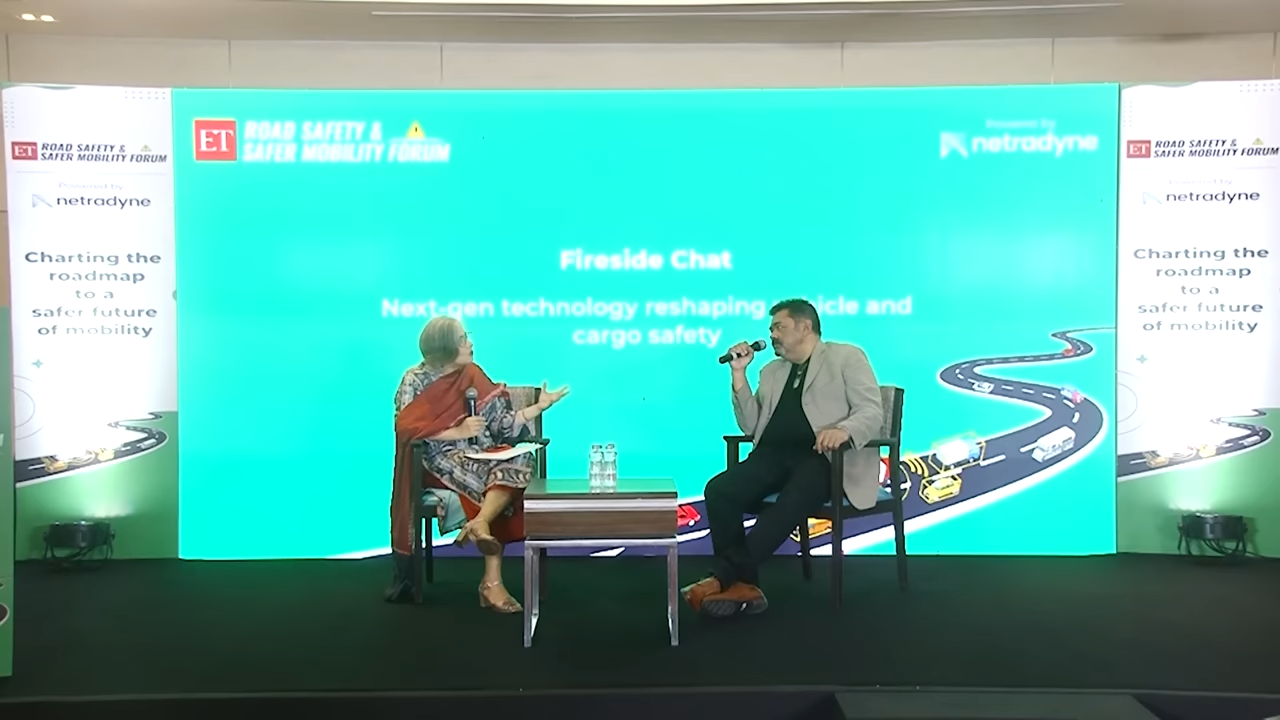 ET ROAD SAFETY &
SAFER MOBILITY FORUM
Powered by
netradyne
Charting the
roadmap
to a
safer future
of mobility
ET ROAD SAFETY &
SAFER MOBILITY FORUM
Powered by
netradyne
Fireside Chat
Next-gen technology reshaping and
cargo safety
ET ROAD SAFETY &
SAFER MOBILITY FORUM
Powered by
netradyne
Charting the
roadmap
to a
safer future
of mobility